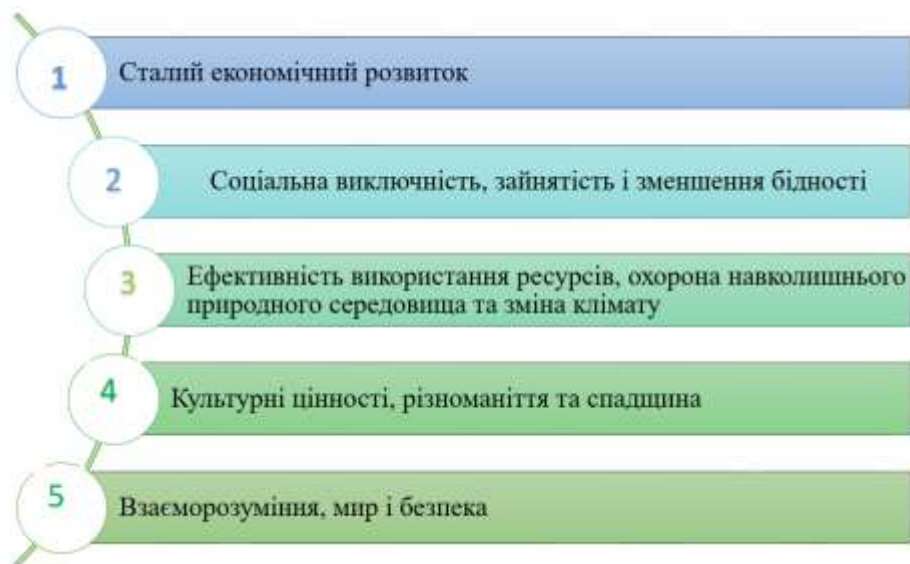 1
Сталий економічний розвиток
2
Соціальна виключність, зайнятість і зменшення бідності
3
Ефективність використання ресурсів, охорона навколишнього
природного середовища та зміна клімату
4
Культурні цінності, різноманіття та спадщина
5
Взаєморозуміння, мир і безпека